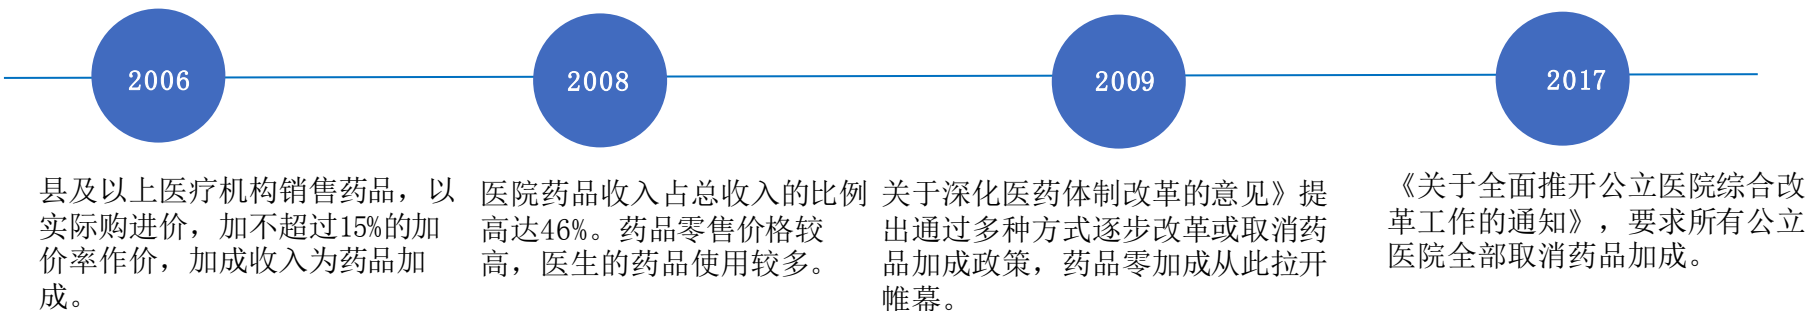 2006
县及以上医疗机构销售药品，以
实际购进价，加不超过15%的加
价率作价，加成收入为药品加
成。
2008
医院药品收入占总收入的比例
高达46%。药品零售价格较
高，医生的药品使用较多。
2009
关于深化医药体制改革的意见》提
出通过多种方式逐步改革或取消药
品加成政策，药品零加成从此拉开
帷幕。
2017
《关于全面推开公立医院综合改
革工作的通知》，要求所有公立
医院全部取消药品加成。